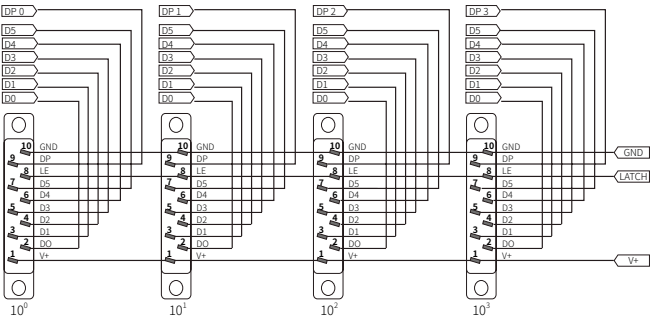 DP 0 DP 1 DP 2 DP 3
D5 D5 D5 D5
D4 D4 D4 D4
D3 D3 D3 D3
D2 D2 D2 D2
D1 D1 D1 D1
D0 D0 D0 D0
10 GND 10 GND 10 GND 10 GND GND
9 DP 9 DP 9 DP 9 DP
8 LE 8 LE 8 LE 8 LE LATCH
7 D5 7 D5 7 D5 7 D5
6 D4 6 D4 6 D4 6 D4
5 D3 5 D3 5 D3 5 D3
4 D2 4 D2 4 D2 4 D2
3 D1 3 D1 3 D1 3 D1
2 DO 2 DO 2 DO 2 DO
1 V+ 1 V+ 1 V+ 1 V+ V+
10⁰ 10¹ 10² 10³